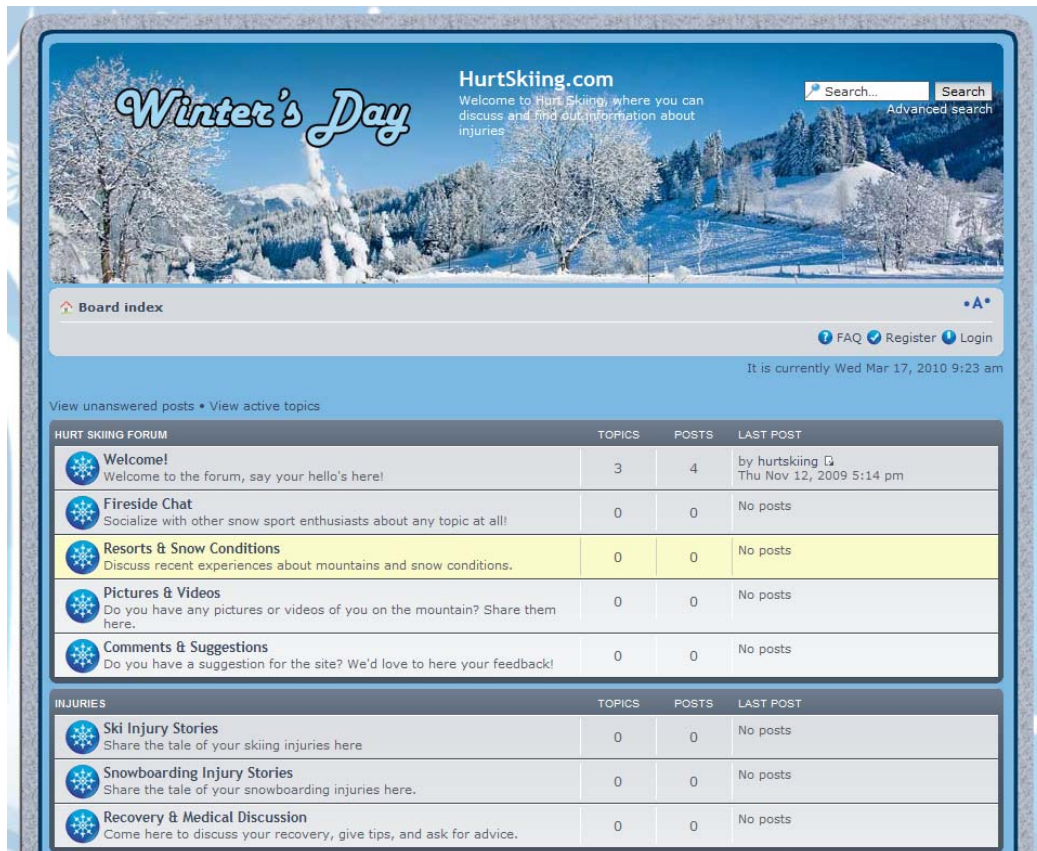 Winter's Day
HurtSkiing.com
Welcome to Hurt Skiing, where you can
discuss and find out information about
injuries
Search... Search
Advanced search
Board index
•A•
FAQ Register Login
It is currently Wed Mar 17, 2010 9:23 am
View unanswered posts • View active topics
HURT SKIING FORUM TOPICS POSTS LAST POST
Welcome!
Welcome to the forum, say your hello's here!
3 4
by hurtskiing
Thu Nov 12, 2009 5:14 pm
Fireside Chat
Socialize with other snow sport enthusiasts about any topic at all!
0 0 No posts
Resorts & Snow Conditions
Discuss recent experiences about mountains and snow conditions.
0 0 No posts
Pictures & Videos
Do you have any pictures or videos of you on the mountain? Share them
here.
0 0 No posts
Comments & Suggestions
Do you have a suggestion for the site? We'd love to here your feedback!
0 0 No posts
INJURIES TOPICS POSTS LAST POST
Ski Injury Stories
Share the tale of your skiing injuries here
0 0 No posts
Snowboarding Injury Stories
Share the tale of your snowboarding injuries here.
0 0 No posts
Recovery & Medical Discussion
Come here to discuss your recovery, give tips, and ask for advice.
0 0 No posts